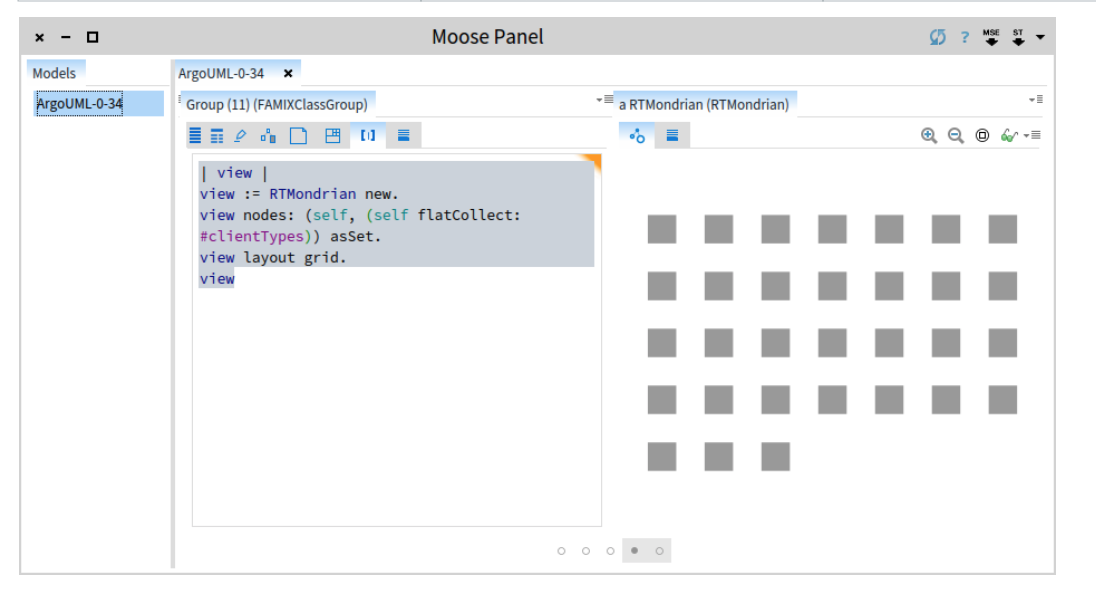 Moose Panel
MSE ST
?
Models
ArgoUML-0-34
ArgoUML-0-34
Group (11) (FAMIXClassGroup)
a RTMondrian (RTMondrian)
| view |
view := RTMondrian new.
view nodes: (self, (self flatCollect:
#clientTypes)) asSet.
view layout grid.
view